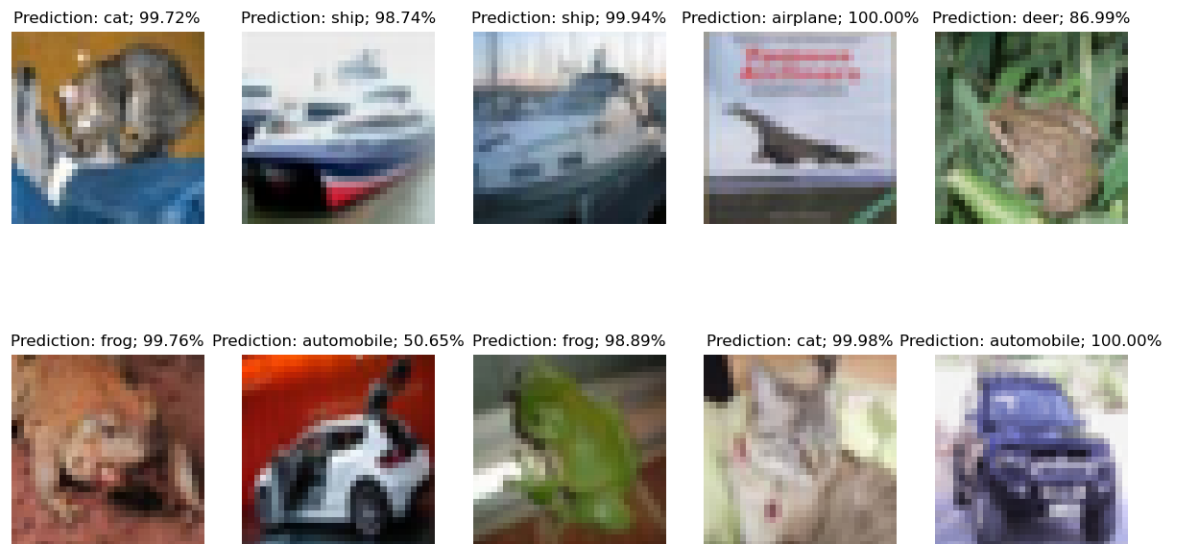 Prediction: cat; 99.72%
Prediction: ship; 98.74%
Prediction: ship; 99.94%
Prediction: airplane; 100.00%
Prediction: deer; 86.99%
Prediction: frog; 99.76%
Prediction: automobile; 50.65%
Prediction: frog; 98.89%
Prediction: cat; 99.98%
Prediction: automobile; 100.00%